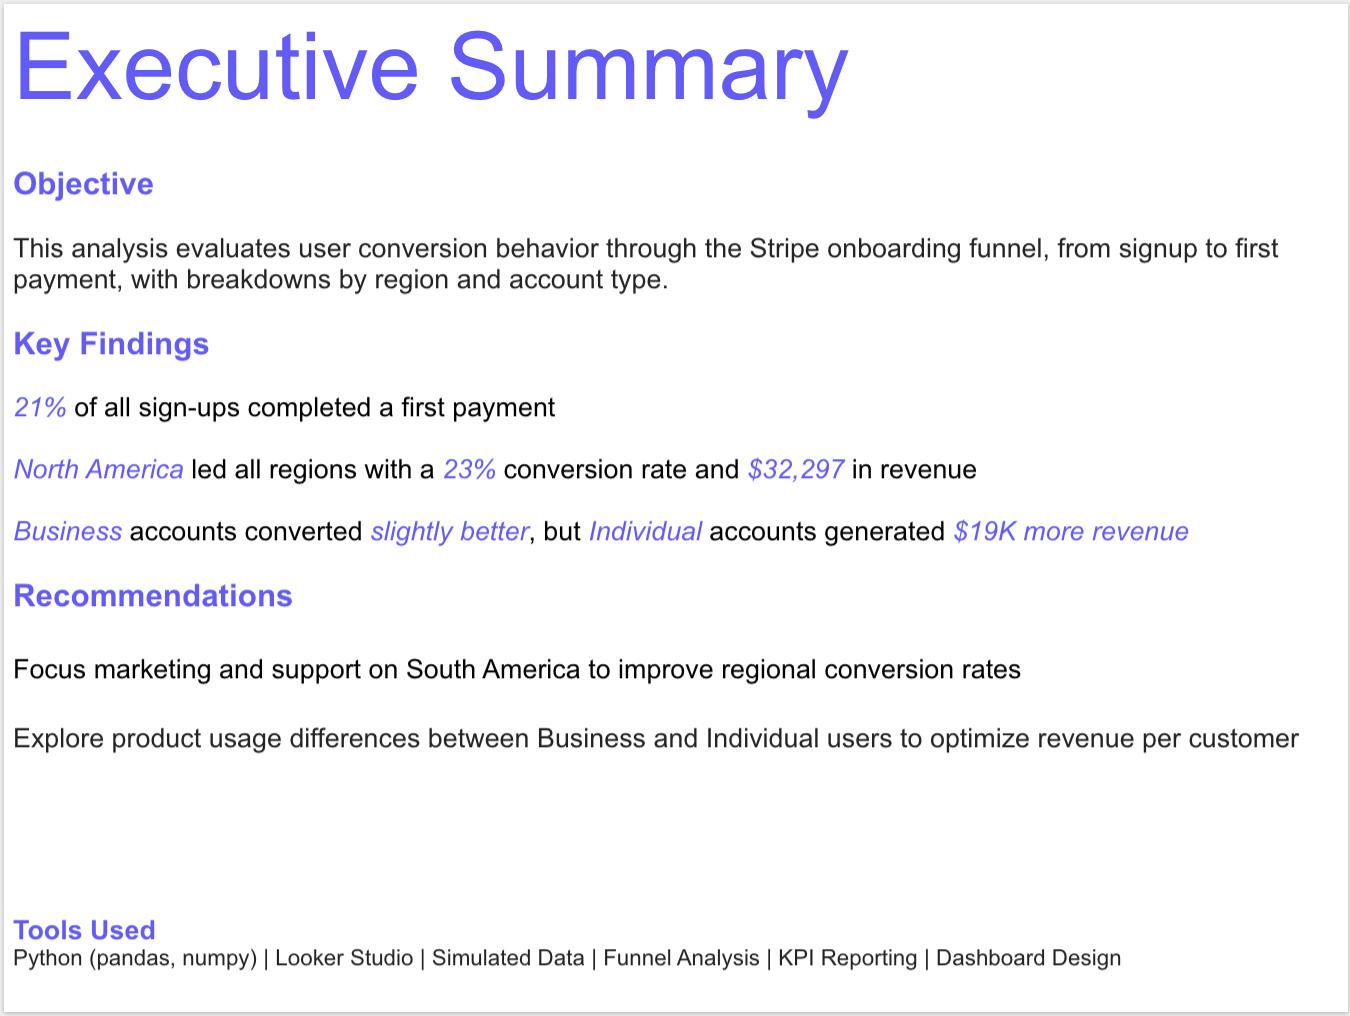 Executive Summary
Objective
This analysis evaluates user conversion behavior through the Stripe onboarding funnel, from signup to first
payment, with breakdowns by region and account type.
Key Findings
21% of all sign-ups completed a first payment
North America led all regions with a 23% conversion rate and $32,297 in revenue
Business accounts converted slightly better, but Individual accounts generated $19K more revenue
Recommendations
Focus marketing and support on South America to improve regional conversion rates
Explore product usage differences between Business and Individual users to optimize revenue per customer
Tools Used
Python (pandas, numpy) | Looker Studio | Simulated Data | Funnel Analysis | KPI Reporting | Dashboard Design